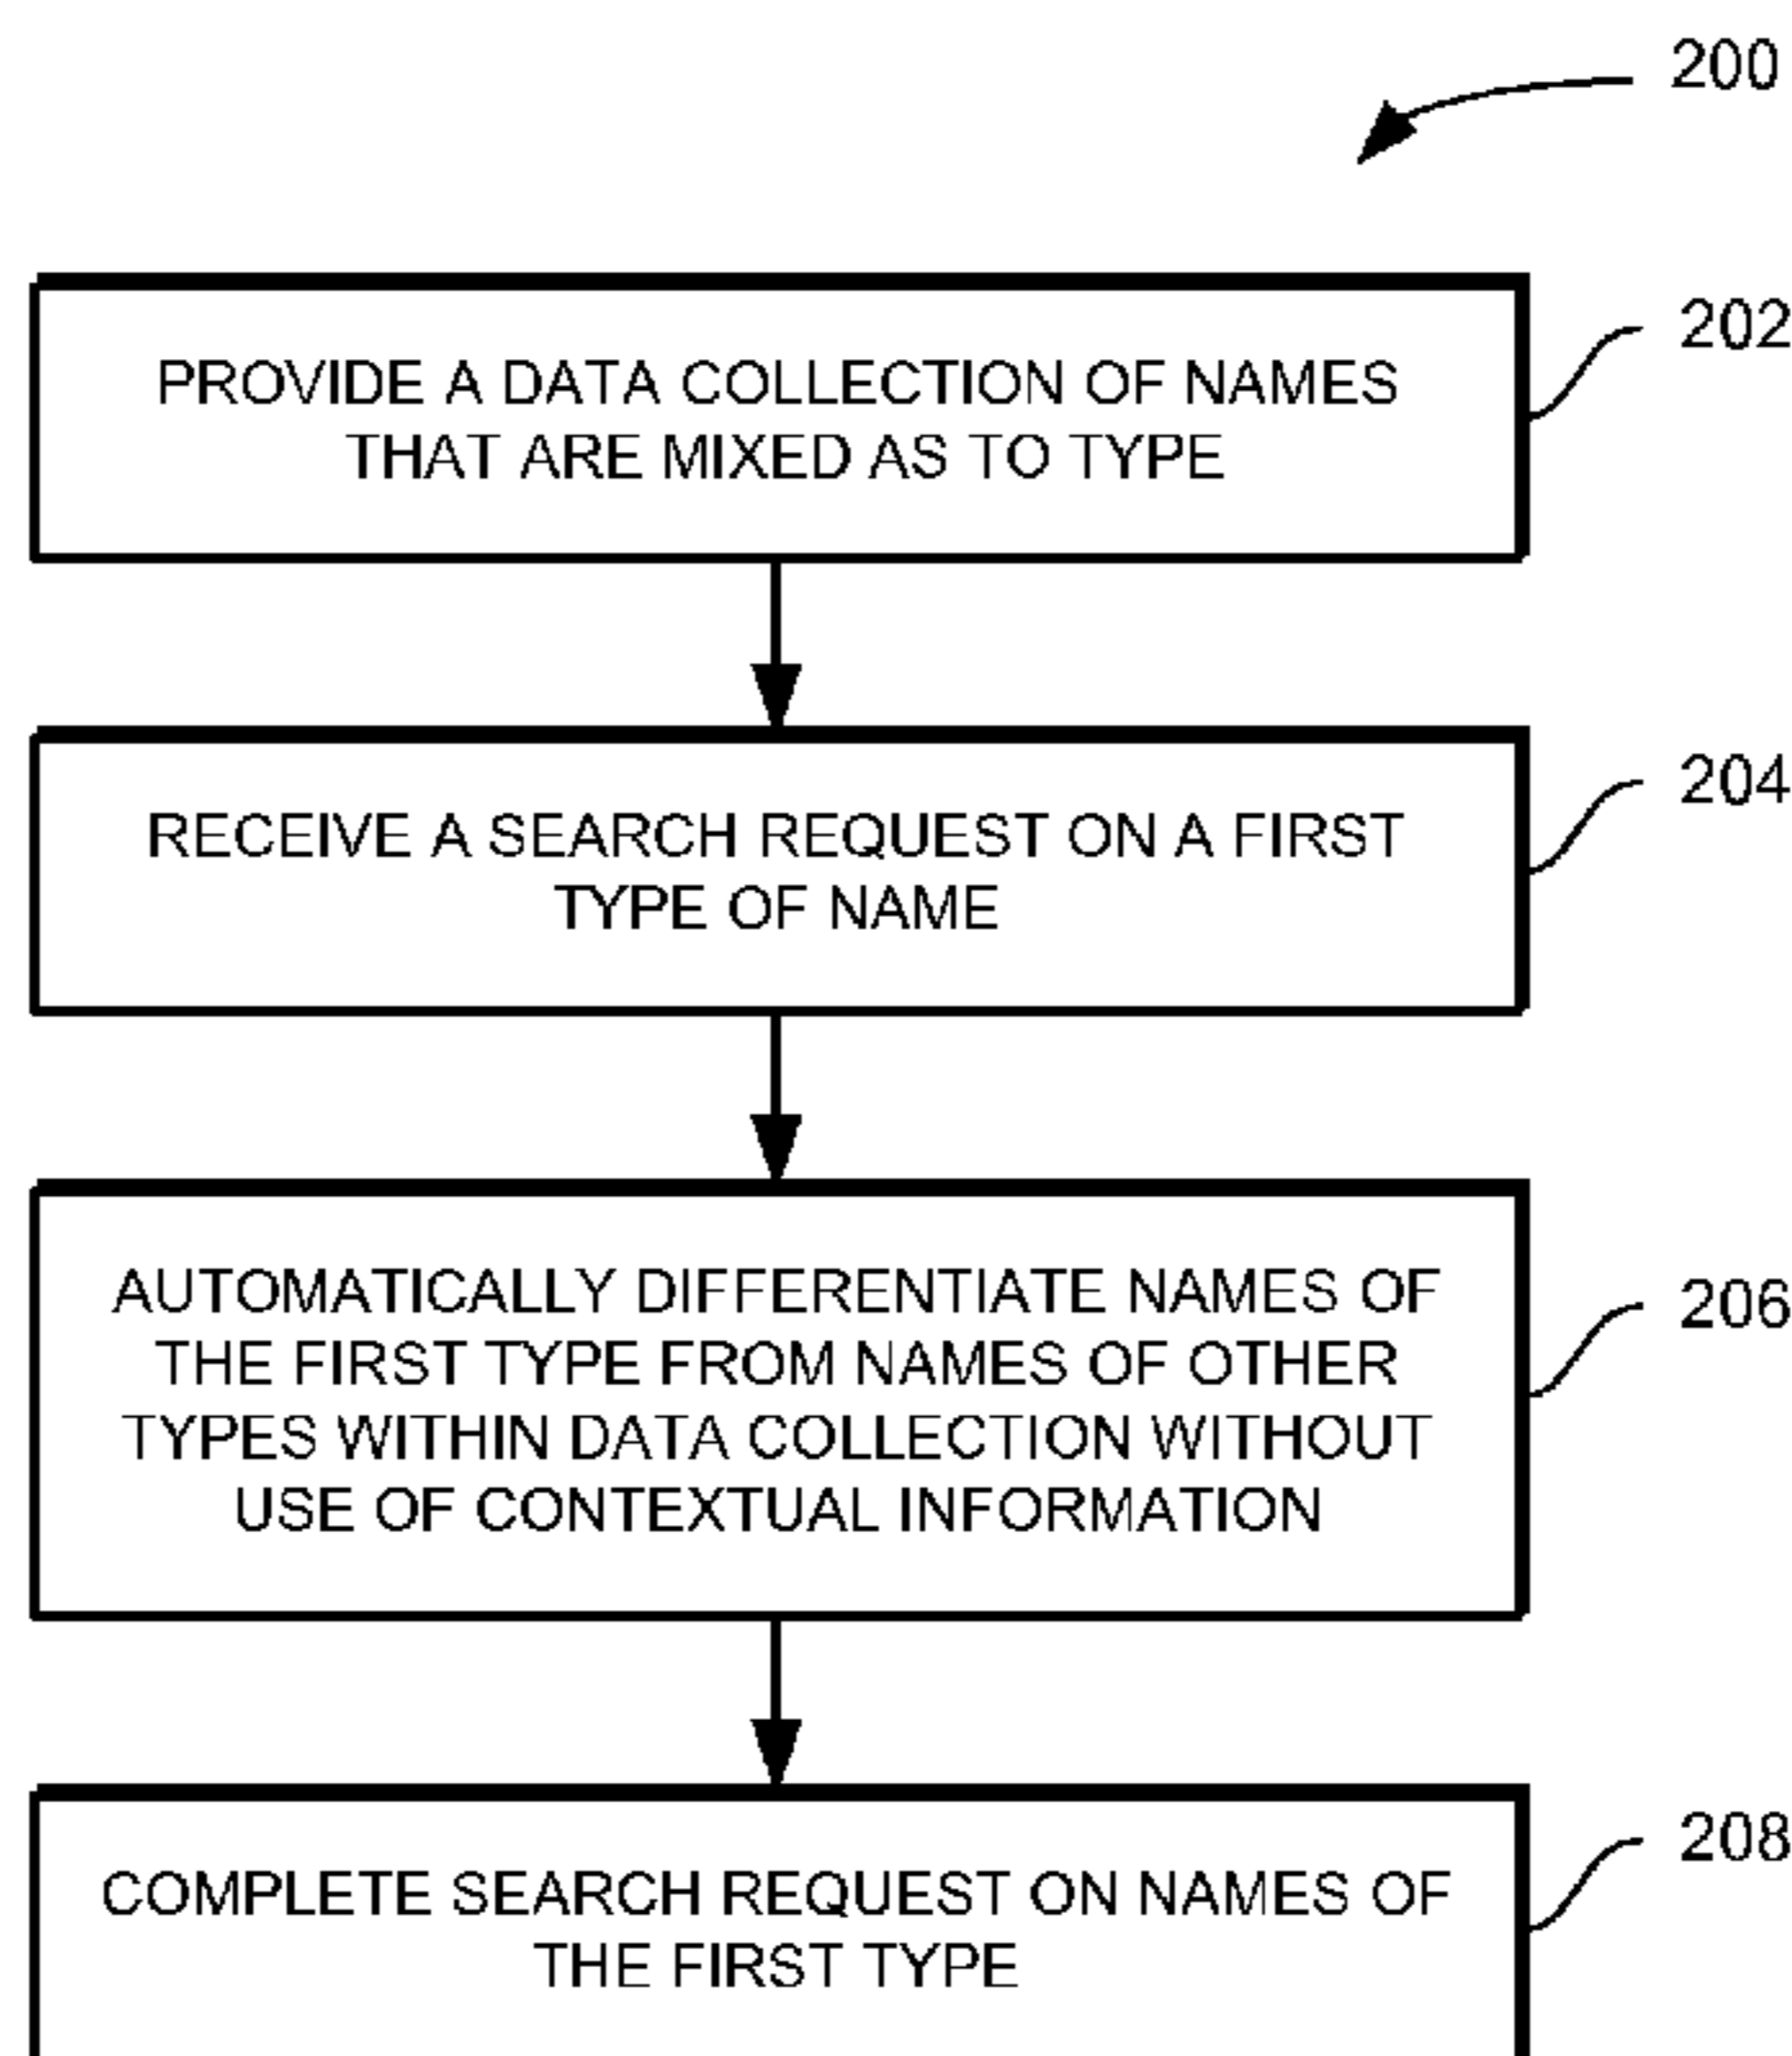 200
PROVIDE A DATA COLLECTION OF NAMES
THAT ARE MIXED AS TO TYPE
202
RECEIVE A SEARCH REQUEST ON A FIRST
TYPE OF NAME
204
AUTOMATICALLY DIFFERENTIATE NAMES OF
THE FIRST TYPE FROM NAMES OF OTHER
TYPES WITHIN DATA COLLECTION WITHOUT
USE OF CONTEXTUAL INFORMATION
206
COMPLETE SEARCH REQUEST ON NAMES OF
THE FIRST TYPE
208